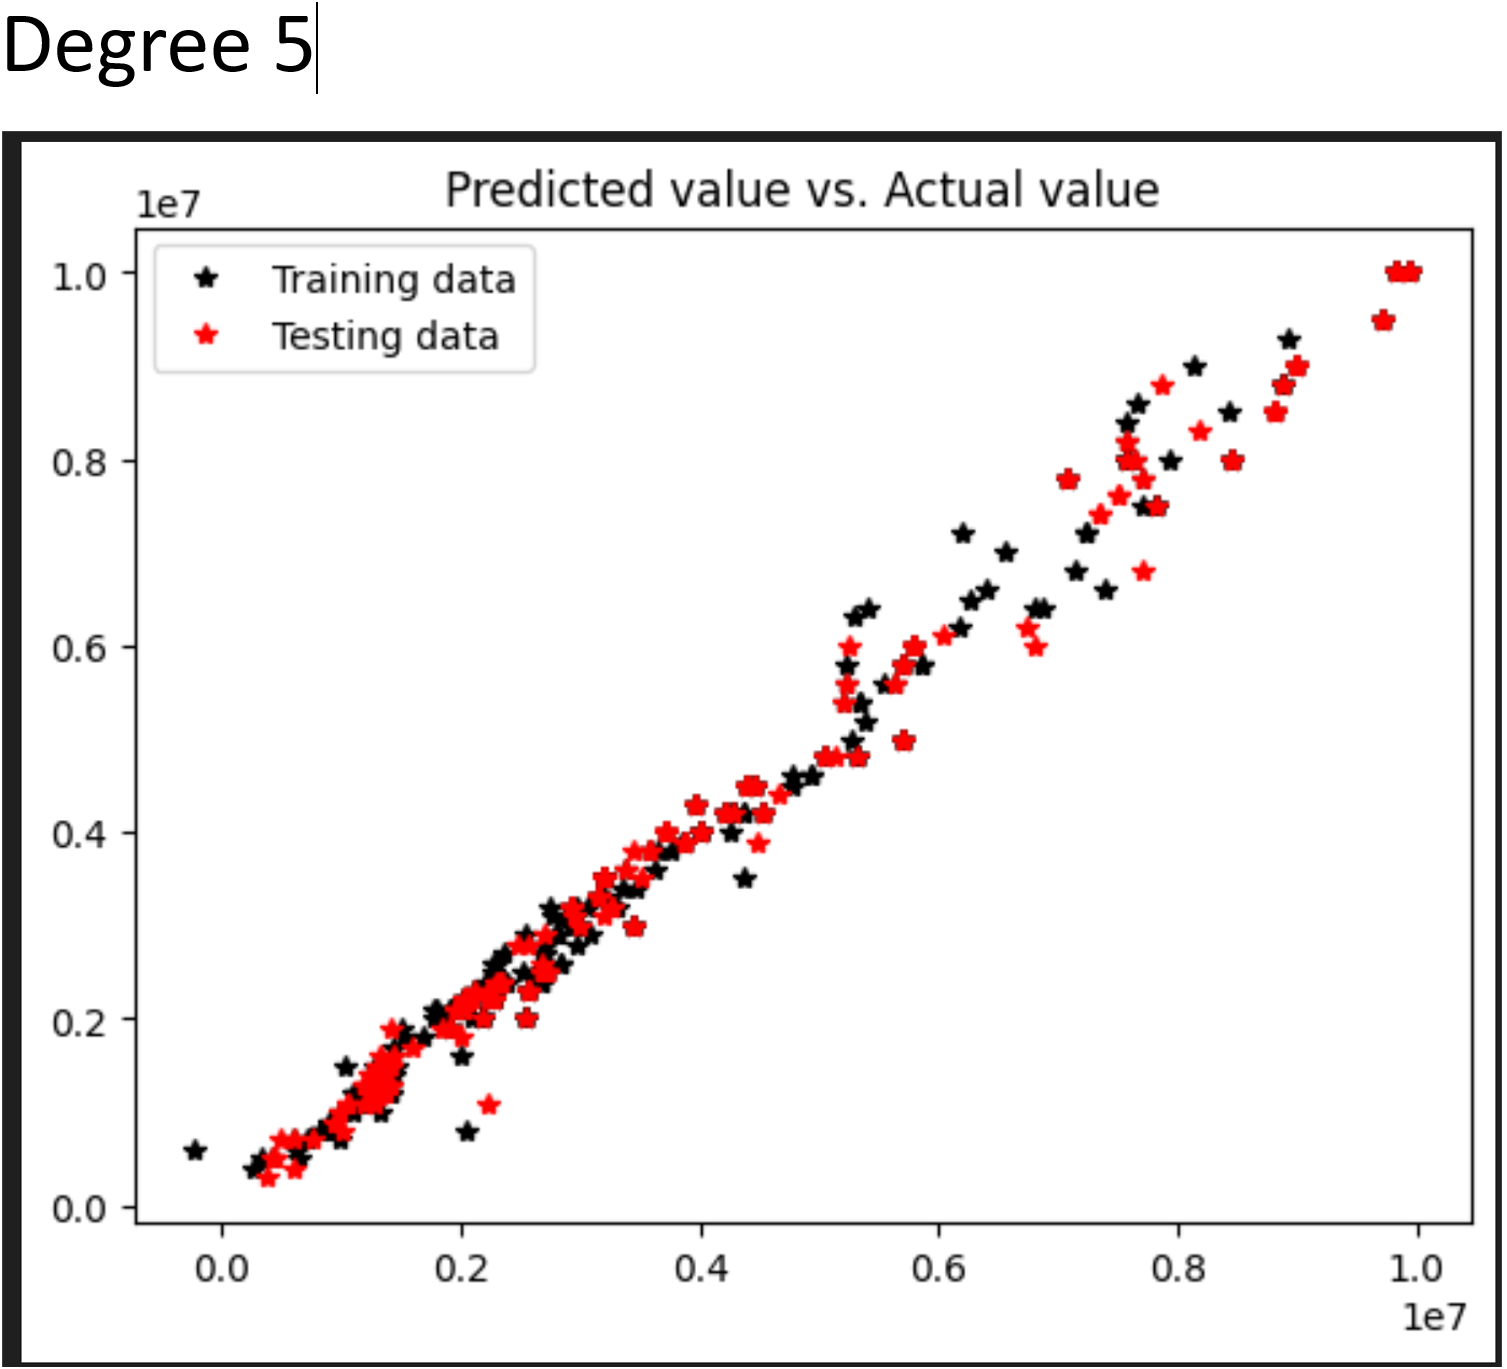 Degree 5
Predicted value vs. Actual value
1e7
Training data
Testing data
1.0
0.8
0.6
0.4
0.2
0.0
0.0 0.2 0.4 0.6 0.8 1.0
1e7